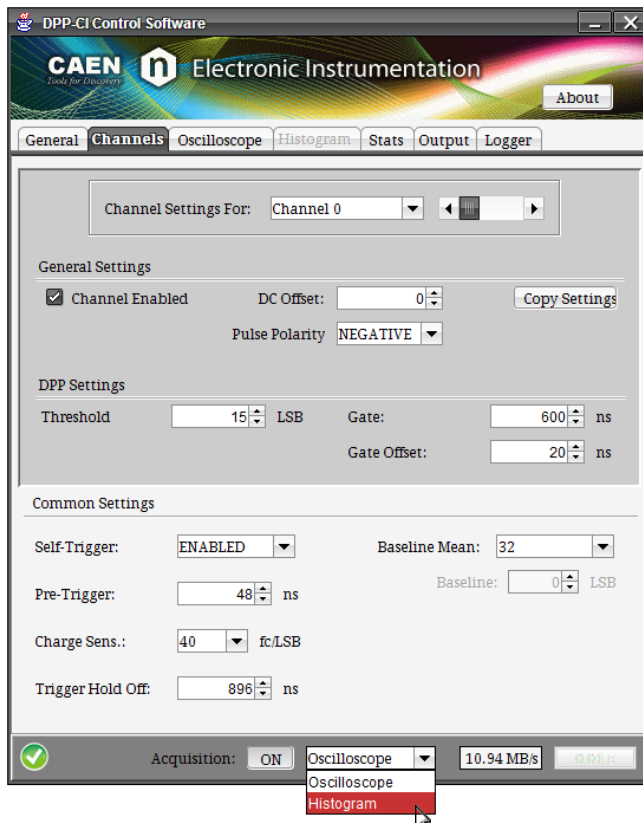 DPP-CI Control Software
CAEN n Electronic Instrumentation
Tools for Discovery
About
General Channels Oscilloscope Histogram Stats Output Logger
Channel Settings For: Channel 0
General Settings
Channel Enabled DC Offset: 0 Copy Settings
Pulse Polarity NEGATIVE
DPP Settings
Threshold 15 LSB Gate: 600 ns
Gate Offset: 20 ns
Common Settings
Self-Trigger: ENABLED Baseline Mean: 32
Baseline: 0 LSB
Pre-Trigger: 48 ns
Charge Sens.: 40 fc/LSB
Trigger Hold Off: 896 ns
Acquisition: ON Oscilloscope 10.94 MB/s
Oscilloscope
Histogram